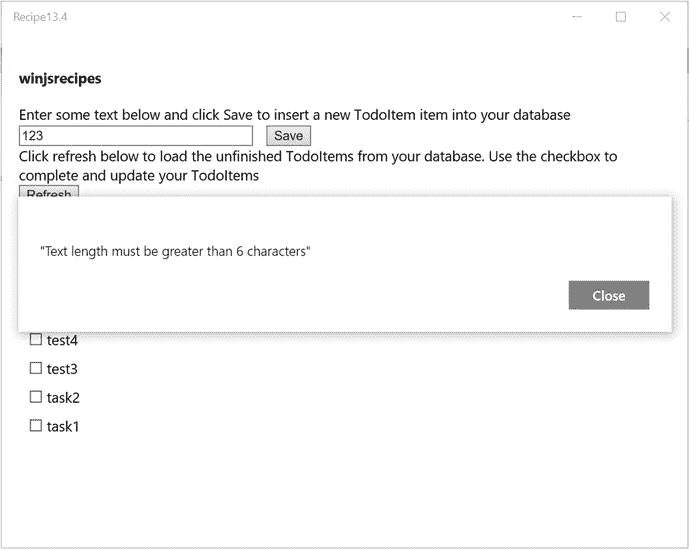 Recipe13.4
winjsrecipes
Enter some text below and click Save to insert a new TodoItem item into your database
123 Save
Click refresh below to load the unfinished TodoItems from your database. Use the checkbox to
complete and update your TodoItems
Refresh
"Text length must be greater than 6 characters"
Close
test4
test3
task2
task1